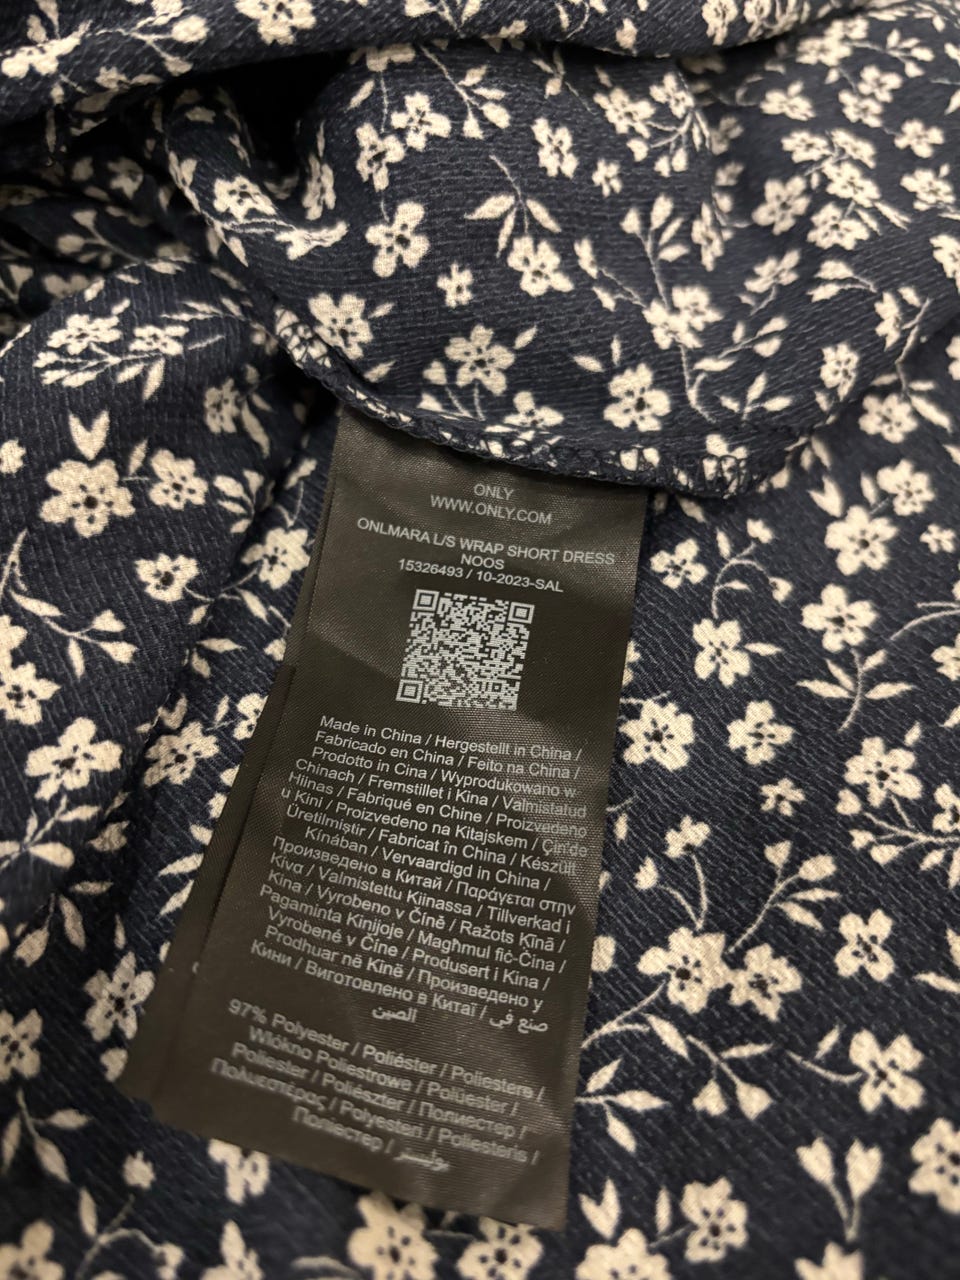 ONLY
WWW.ONLY.COM
ONLMARA L/S WRAP SHORT DRESS
NOOS
15326493 / 10-2023-SAL
Made in China / Hergestellt in China /
Fabricado en China / Feito na China /
Prodotto in Cina / Wyprodukowano w
Chinach / Fremstillet i Kina / Valmistatud
Hiinas / Fabriqué en Chine / Proizvedeno
u Kini / Proizvedeno na Kitajskem / Çin'de
Üretilmiştir / Fabricat în China / Készült
Kínában / Vervaardigd in China /
Произведено в Китай / Παράγεται στην
Κίνα / Valmistettu Kiinassa / Tillverkad i
Kina / Vyrobeno v Číně / Ražots Ķīnā /
Pagaminta Kinijoje / Magħmul fiċ-Ċina /
Vyrobené v Číne / Produsert i Kina /
Prodhuar në Kinë / Произведено у
Кини / Виготовлено в Китаї / صنع في
الصين
97% Polyester / Poliéster / Poliestere /
Włókno Poliestrowe / Polüester /
Poliester / Poliészter / Полиестер /
Πολυεστέρας / Polyesteri / Poliesteris /
Поліестер / بوليستر